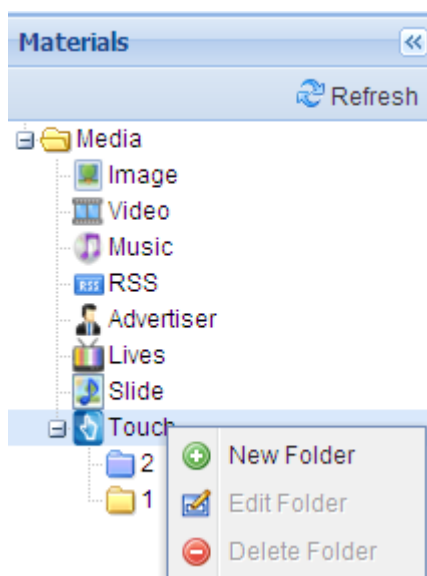 Materials
Refresh
Media
Image
Video
Music
RSS RSS
Advertiser
Lives
Slide
Touch
2
New Folder
1
Edit Folder
Delete Folder